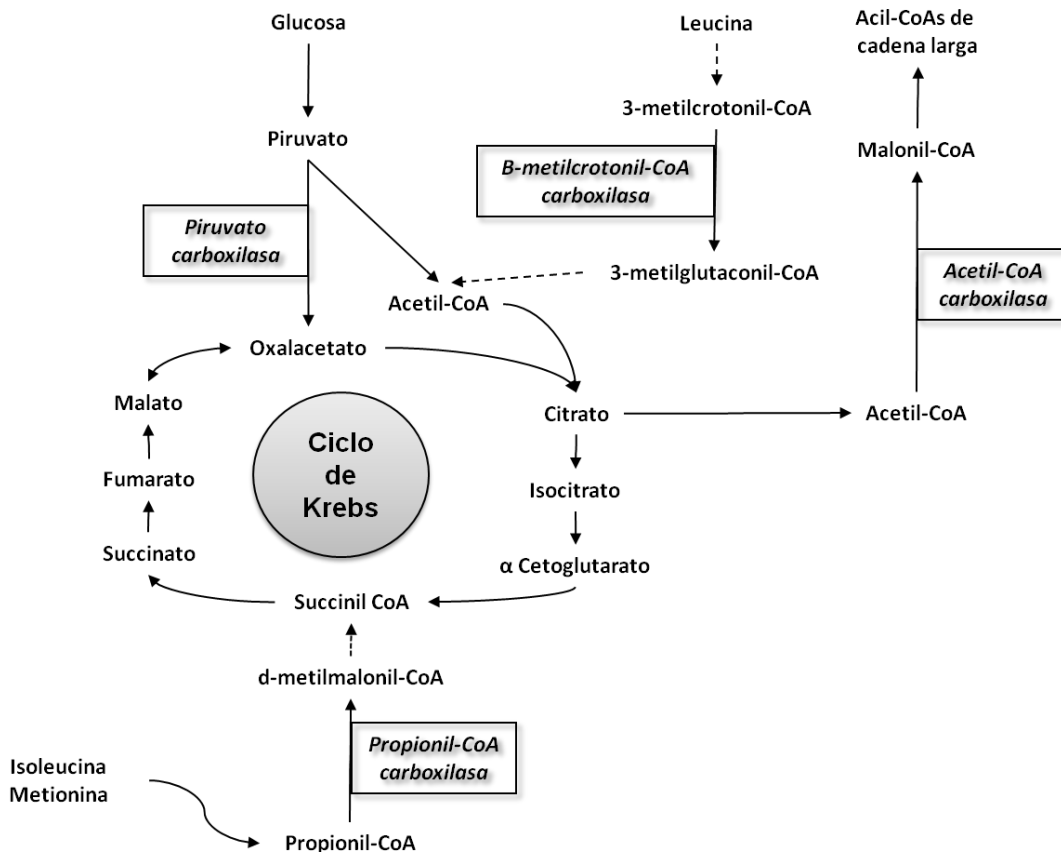 Glucosa
Leucina
Acil-CoAs de
cadena larga
3-metilcrotonil-CoA
Piruvato
Malonil-CoA
B-metilcrotonil-CoA
carboxilasa
Piruvato
carboxilasa
3-metilglutaconil-CoA
Acetil-CoA
carboxilasa
Acetil-CoA
Oxalacetato
Malato
Citrato
Acetil-CoA
Ciclo
de
Krebs
Fumarato
Isocitrato
Succinato
α Cetoglutarato
Succinil CoA
d-metilmalonil-CoA
Propionil-CoA
carboxilasa
Isoleucina
Metionina
Propionil-CoA